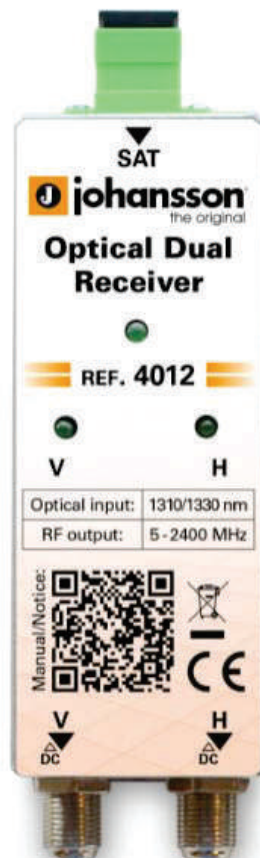 SAT
johansson
the original
Optical Dual
Receiver
REF. 4012
V H
Optical input: 1310/1330 nm
RF output: 5-2400 MHz
Manual/Notice:
CE
V H
DC DC